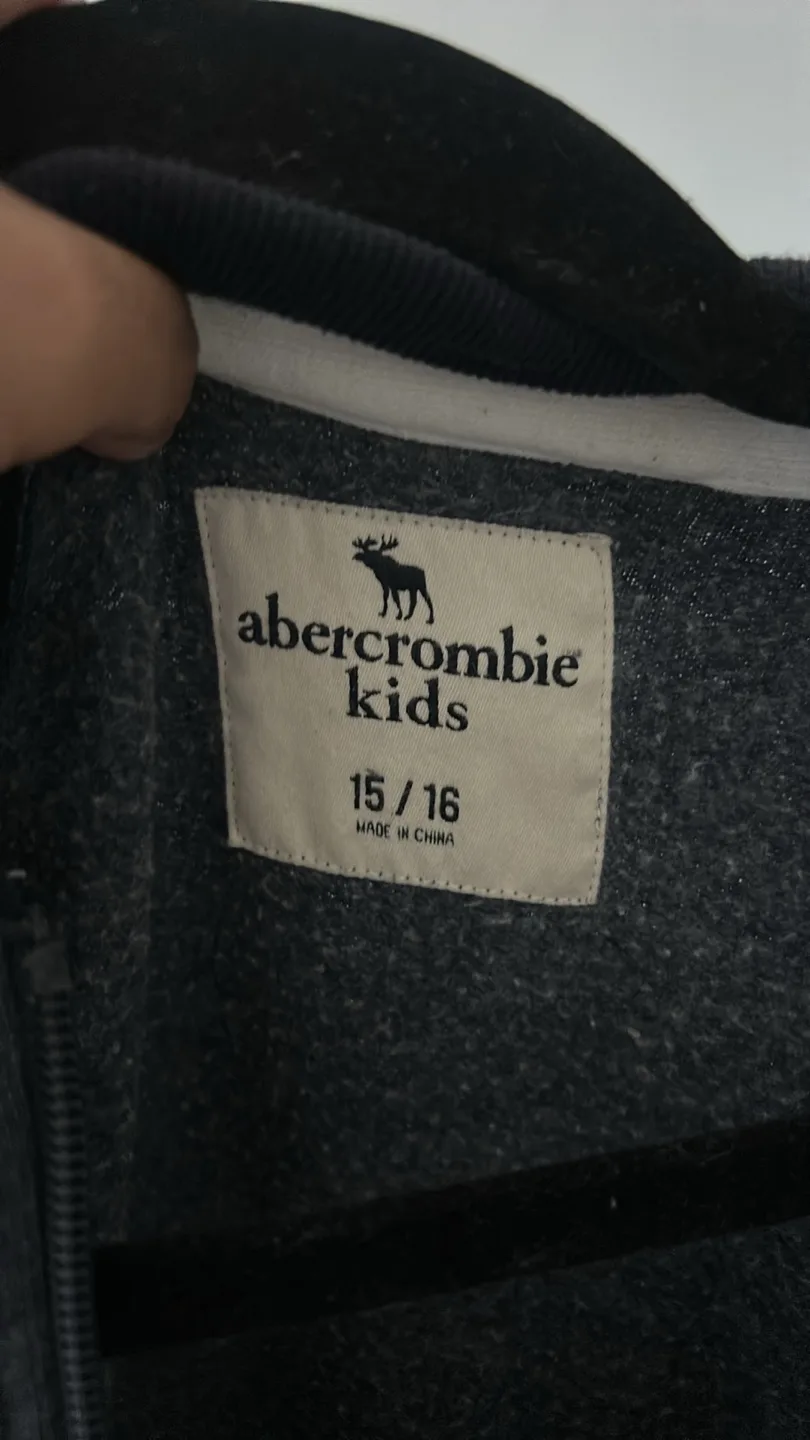 abercrombie
kids
15 / 16
MADE IN CHINA